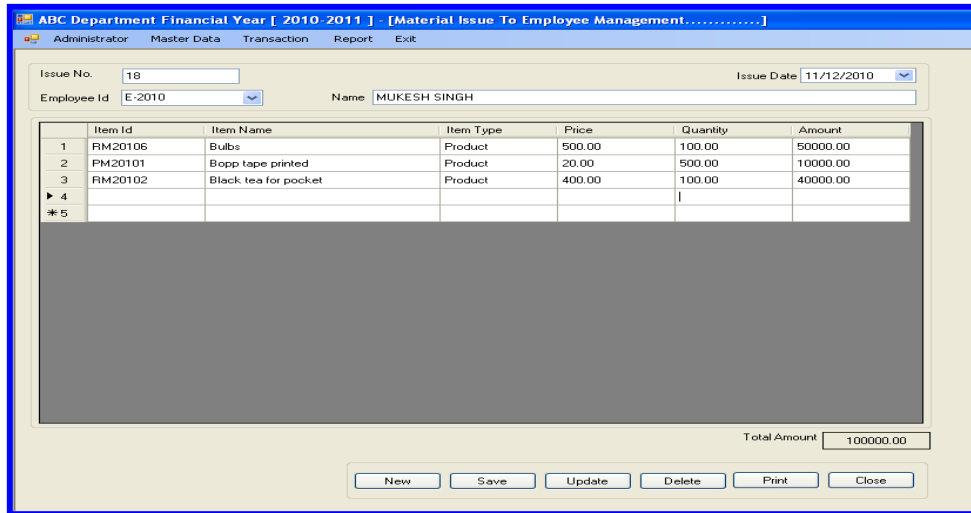 ABC Department Financial Year [ 2010-2011 ] - [Material Issue To Employee Management.............]
Administrator Master Data Transaction Report Exit
Issue No. 18 Issue Date 11/12/2010
Employee Id E-2010 Name MUKESH SINGH
Item Id Item Name Item Type Price Quantity Amount
1 RM20106 Bulbs Product 500.00 100.00 50000.00
2 PM20101 Bopp tape printed Product 20.00 500.00 10000.00
3 RM20102 Black tea for pocket Product 400.00 100.00 40000.00
4
5
Total Amount 100000.00
New Save Update Delete Print Close